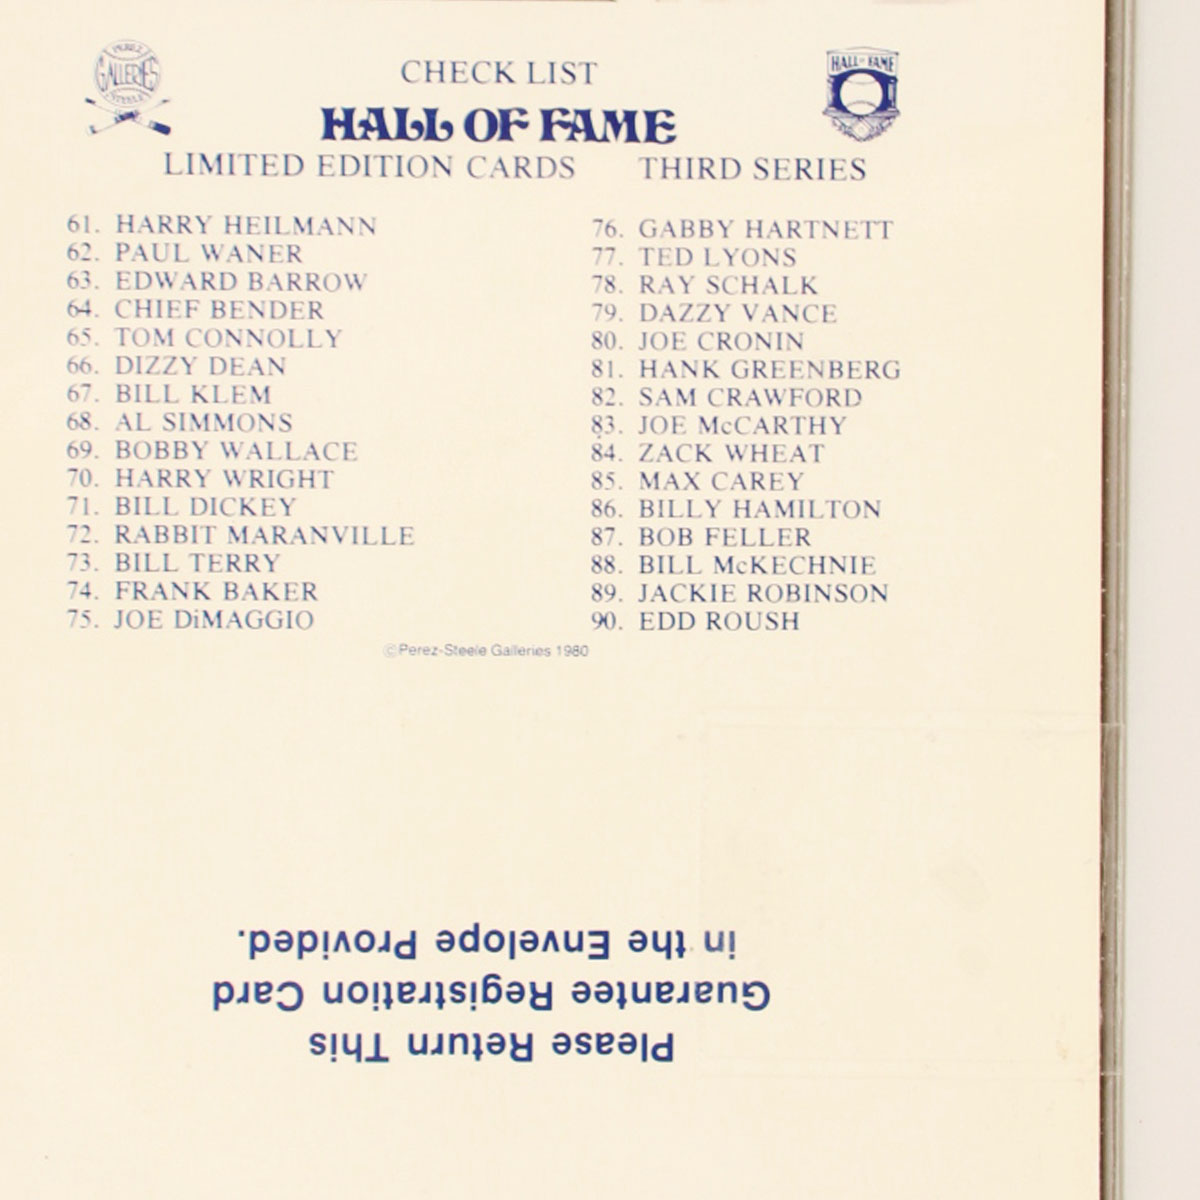 PEREZ
GALLERIES
STEELE
HALL OF FAME
CHECK LIST
HALL OF FAME
LIMITED EDITION CARDS THIRD SERIES
61. HARRY HEILMANN
62. PAUL WANER
63. EDWARD BARROW
64. CHIEF BENDER
65. TOM CONNOLLY
66. DIZZY DEAN
67. BILL KLEM
68. AL SIMMONS
69. BOBBY WALLACE
70. HARRY WRIGHT
71. BILL DICKEY
72. RABBIT MARANVILLE
73. BILL TERRY
74. FRANK BAKER
75. JOE DiMAGGIO
76. GABBY HARTNETT
77. TED LYONS
78. RAY SCHALK
79. DAZZY VANCE
80. JOE CRONIN
81. HANK GREENBERG
82. SAM CRAWFORD
83. JOE McCARTHY
84. ZACK WHEAT
85. MAX CAREY
86. BILLY HAMILTON
87. BOB FELLER
88. BILL McKECHNIE
89. JACKIE ROBINSON
90. EDD ROUSH
©Perez-Steele Galleries 1980
Please Return This
Guarantee Registration Card
in the Envelope Provided.